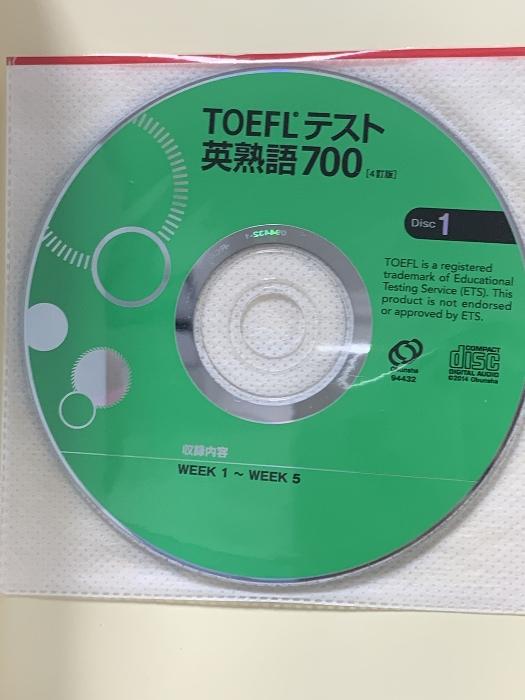 TOEFL® テスト
英熟語700 [4訂版]
Disc 1
TOEFL is a registered
trademark of Educational
Testing Service (ETS). This
product is not endorsed
or approved by ETS.
Obunsha
94432
COMPACT
disc
DIGITAL AUDIO
©2014 Obunsha
収録内容
WEEK 1 ~ WEEK 5